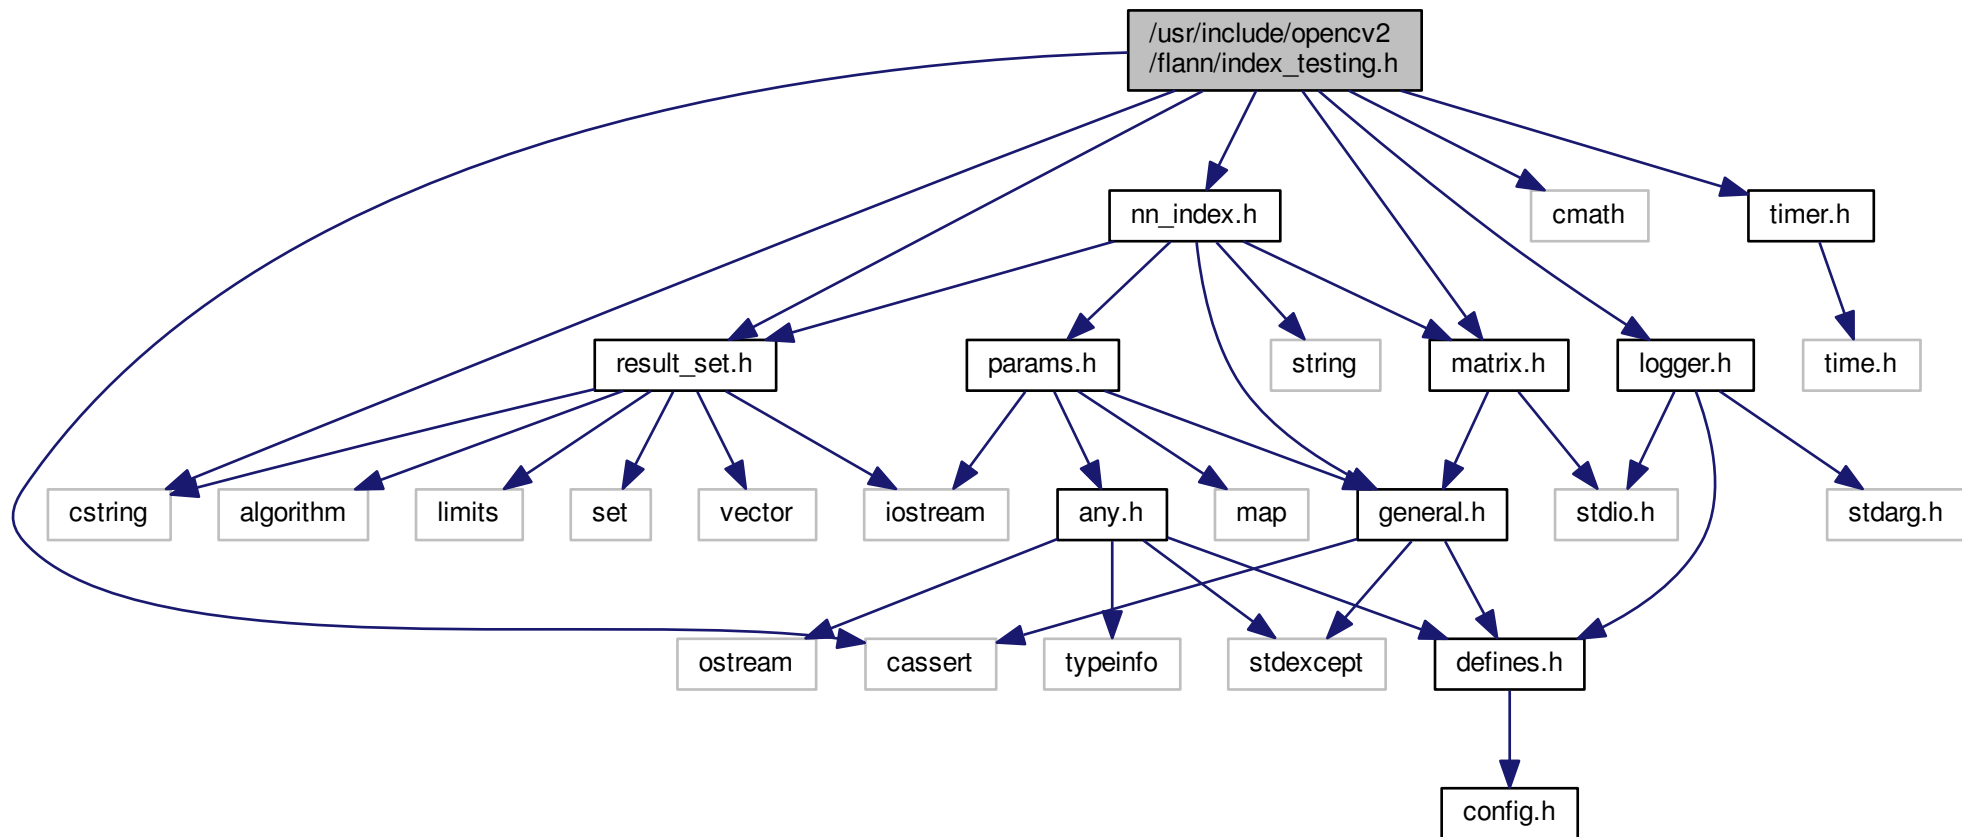 /usr/include/opencv2
/flann/index_testing.h
nn_index.h
cmath
timer.h
result_set.h
params.h
string
matrix.h
logger.h
time.h
cstring
algorithm
limits
set
vector
iostream
any.h
map
general.h
stdio.h
stdarg.h
ostream
cassert
typeinfo
stdexcept
defines.h
config.h